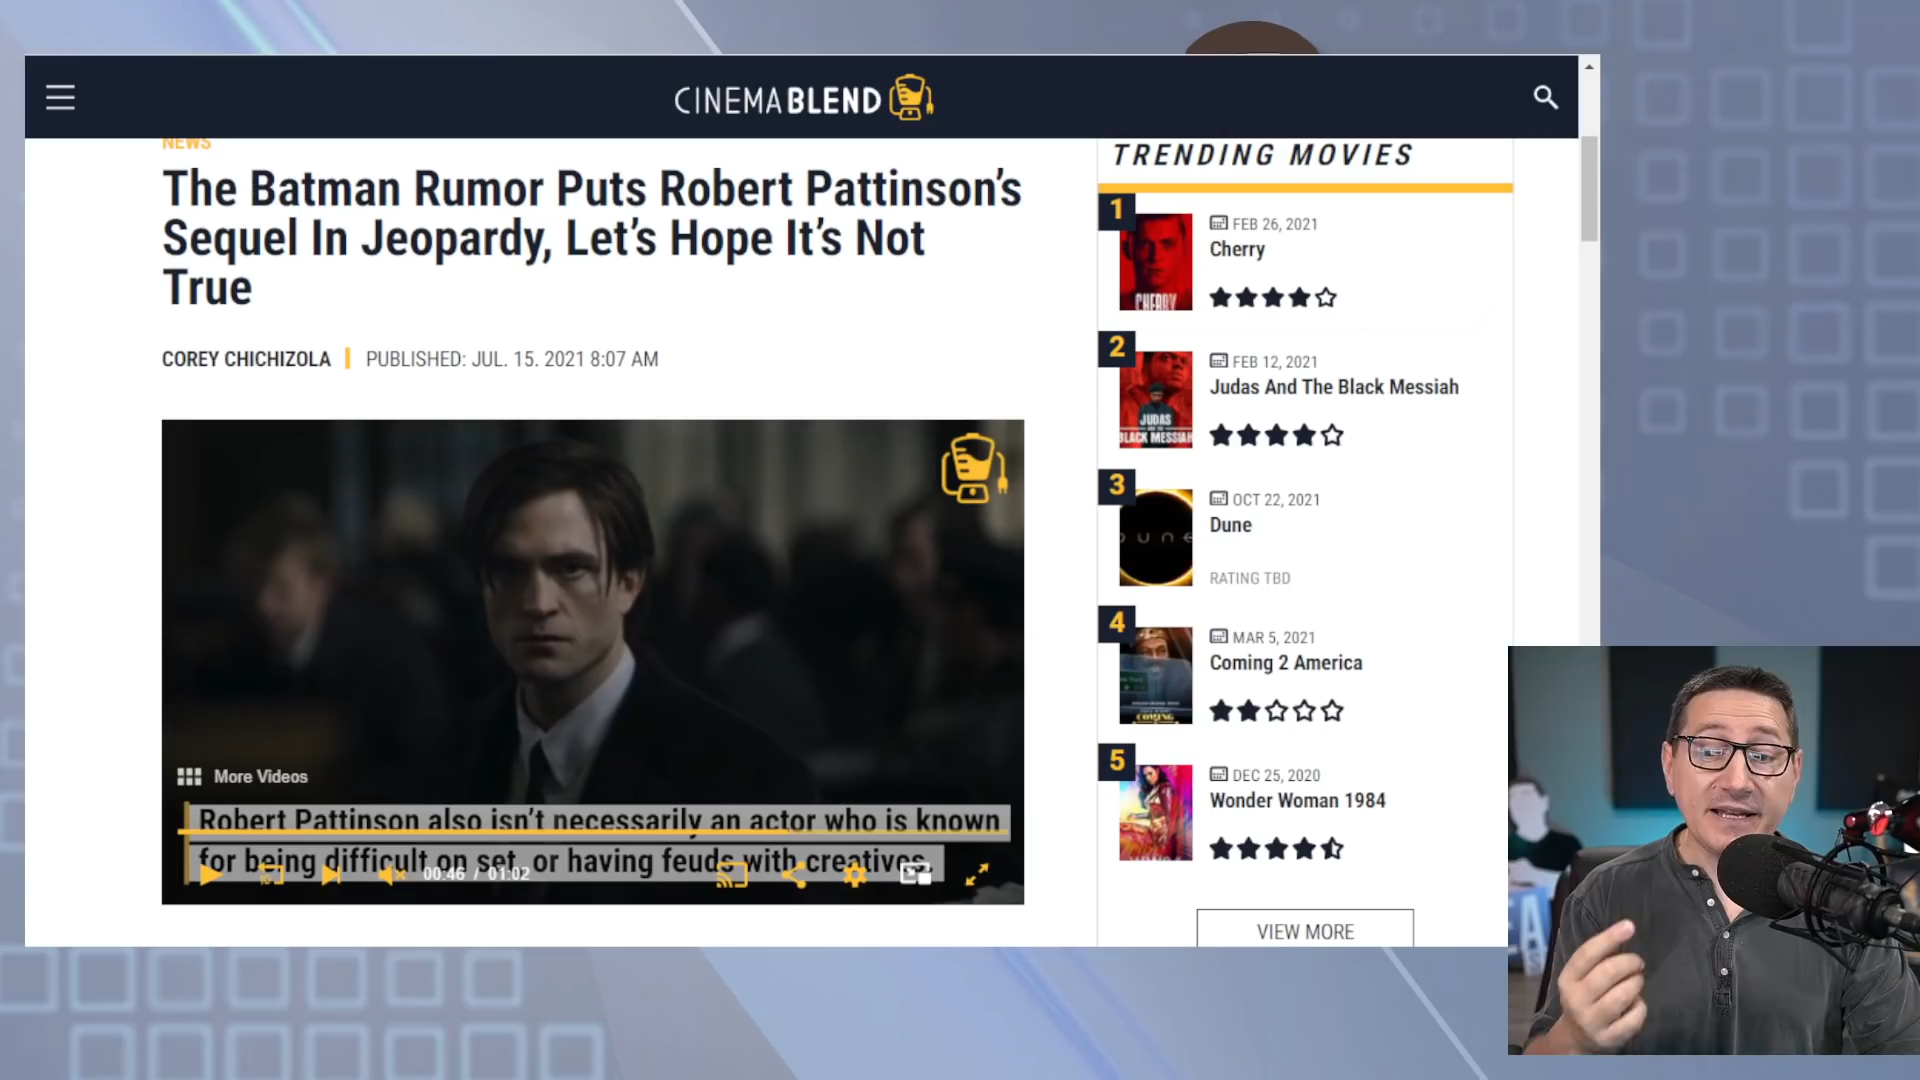 CINEMABLEND
NEWS
The Batman Rumor Puts Robert Pattinson's
Sequel In Jeopardy, Let's Hope It's Not
True
COREY CHICHIZOLA
PUBLISHED: JUL. 15. 2021 8:07 AM
More Videos
Robert Pattinson also isn't necessarily an actor who is known
for being difficult on set, or having feuds with creatives.
10
00:46 / 01:02
TRENDING MOVIES
1
CHERRY
FEB 26, 2021
Cherry
2
JUDAS
AND THE
BLACK MESSIAH
FEB 12, 2021
Judas And The Black Messiah
3
DUNE
OCT 22, 2021
Dune
RATING TBD
4
COMING
MAR 5, 2021
Coming 2 America
5
DEC 25, 2020
Wonder Woman 1984
VIEW MORE